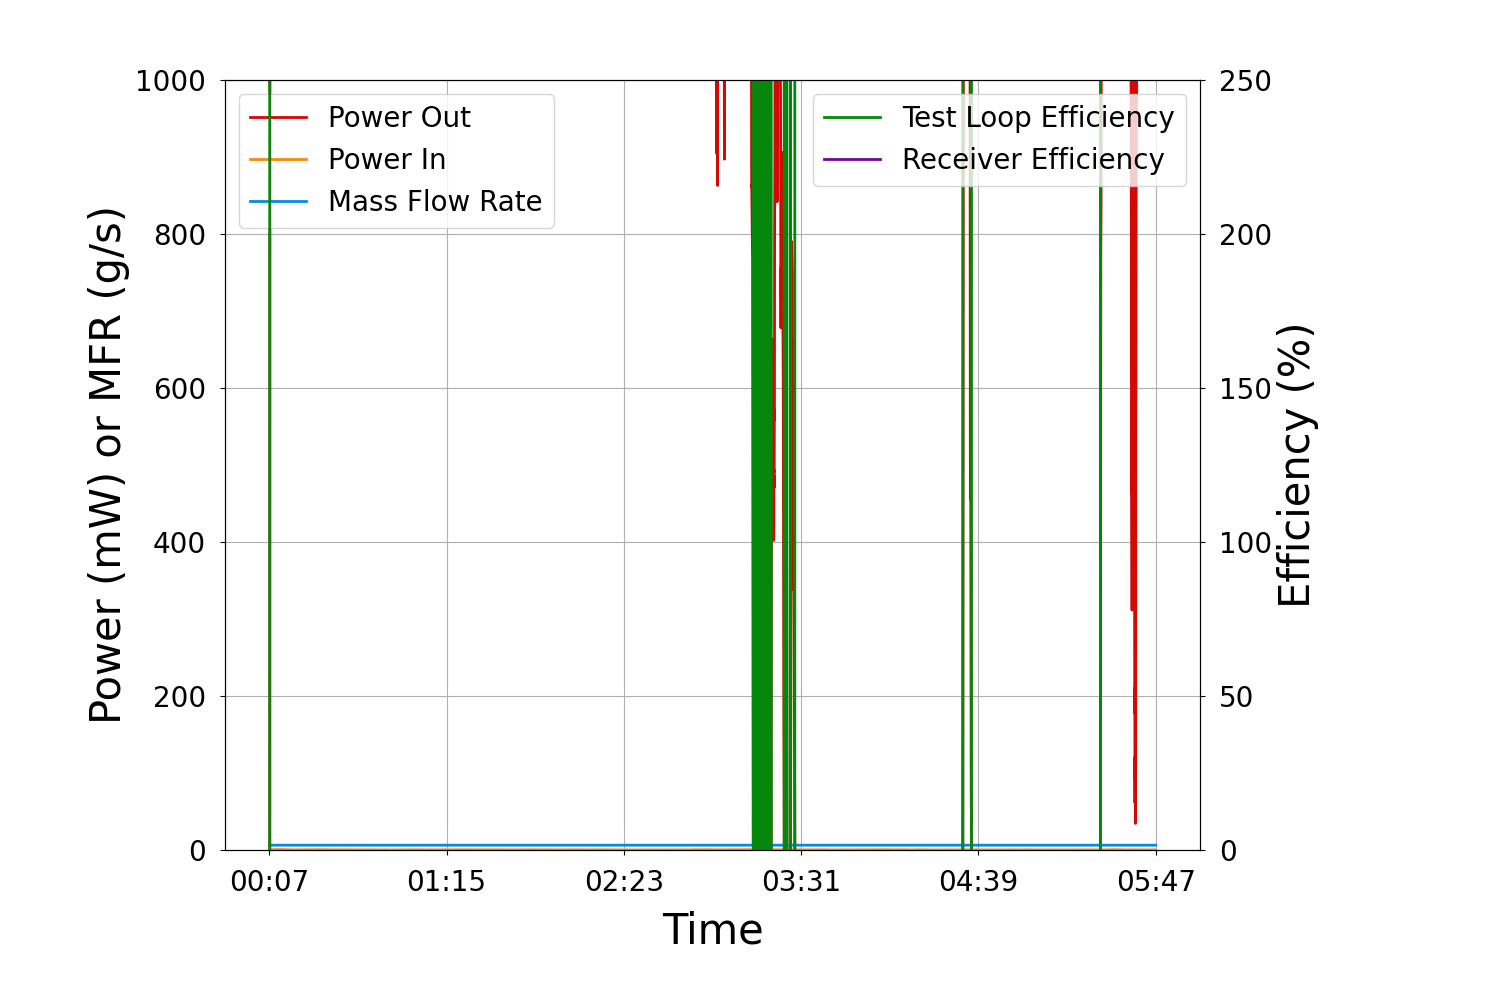 1000
800
600
400
200
0
Power (mW) or MFR (g/s)
Power Out
Power In
Mass Flow Rate
Test Loop Efficiency
Receiver Efficiency
250
200
150
100
50
0
Efficiency (%)
00:07 01:15 02:23 03:31 04:39 05:47
Time